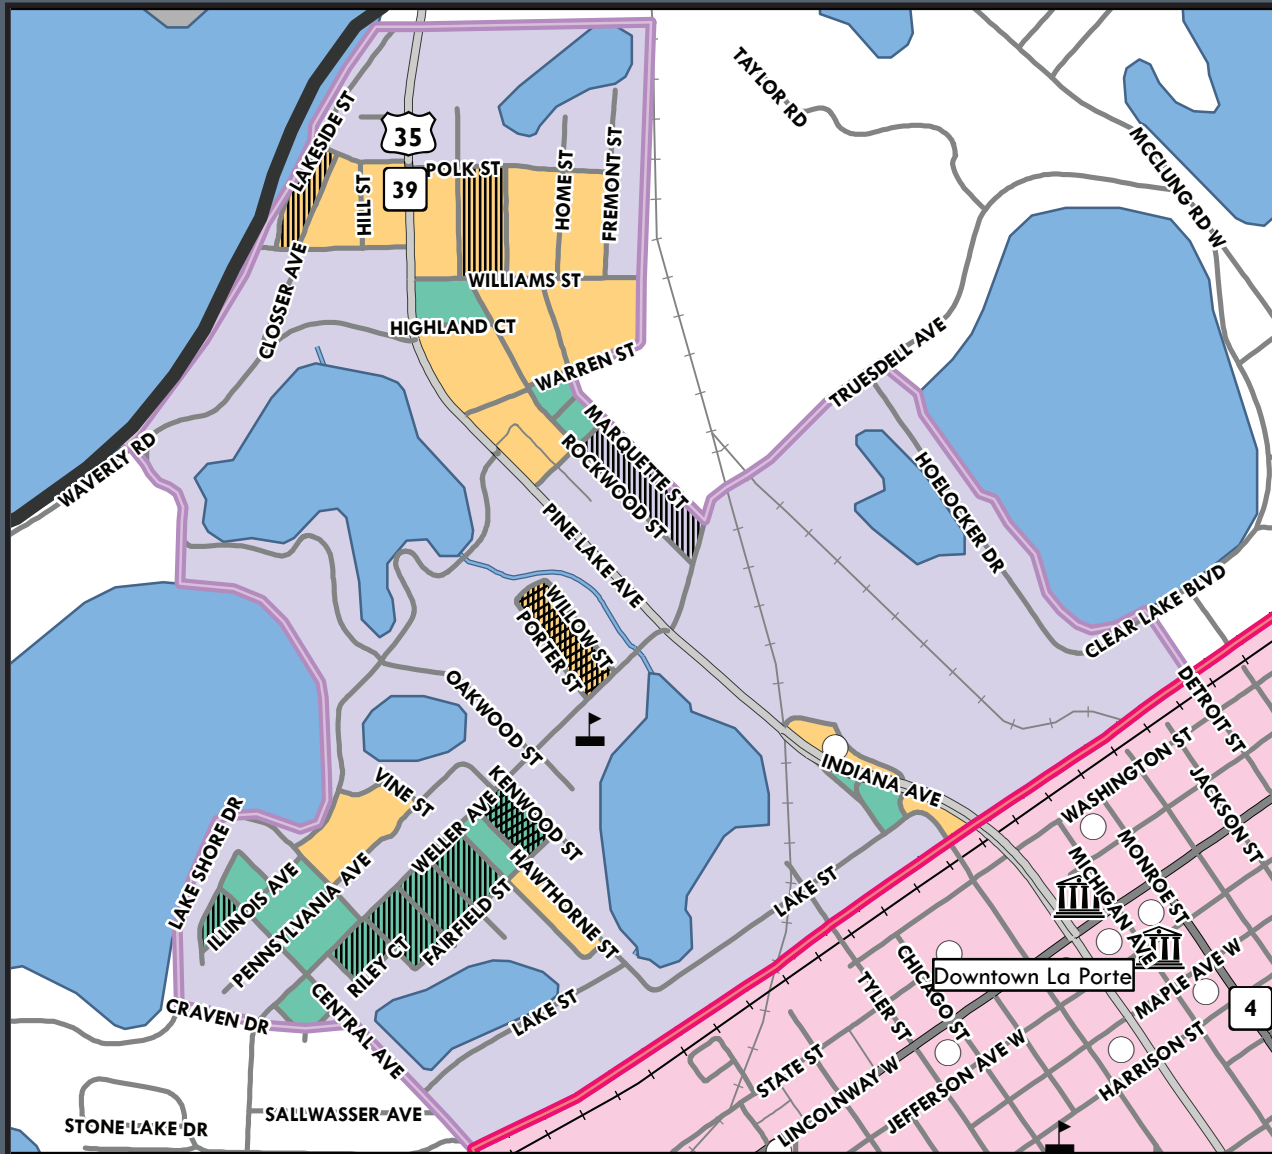 TAYLOR RD
LAKESIDE ST
35
MCCLUNG RD W
POLK ST
39
HILL ST
HOME ST
FREMONT ST
CLOSSER AVE
WILLIAMS ST
HIGHLAND CT
WARREN ST
TRUESDELL AVE
MARQUETTE ST
ROCKWOOD ST
WAVERLY RD
HOELOCKER DR
PINE LAKE AVE
CLEAR LAKE BLVD
WILLOW ST
PORTER ST
OAKWOOD ST
DETROIT ST
WASHINGTON ST
INDIANA AVE
JACKSON ST
VINE ST
KENWOOD ST
WELLER AVE
LAKE SHORE DR
MONROE ST
MICHIGAN AVE
HAWTHORNE ST
ILLINOIS AVE
PENNSYLVANIA AVE
LAKE ST
FAIRFIELD ST
RILEY CT
CHICAGO ST
Downtown La Porte
MAPLE AVE W
TYLER ST
4
CRAVEN DR
CENTRAL AVE
LAKE ST
STATE ST
LINCOLNWAY W
JEFFERSON AVE W
HARRISON ST
SALLWASSER AVE
STONE LAKE DR